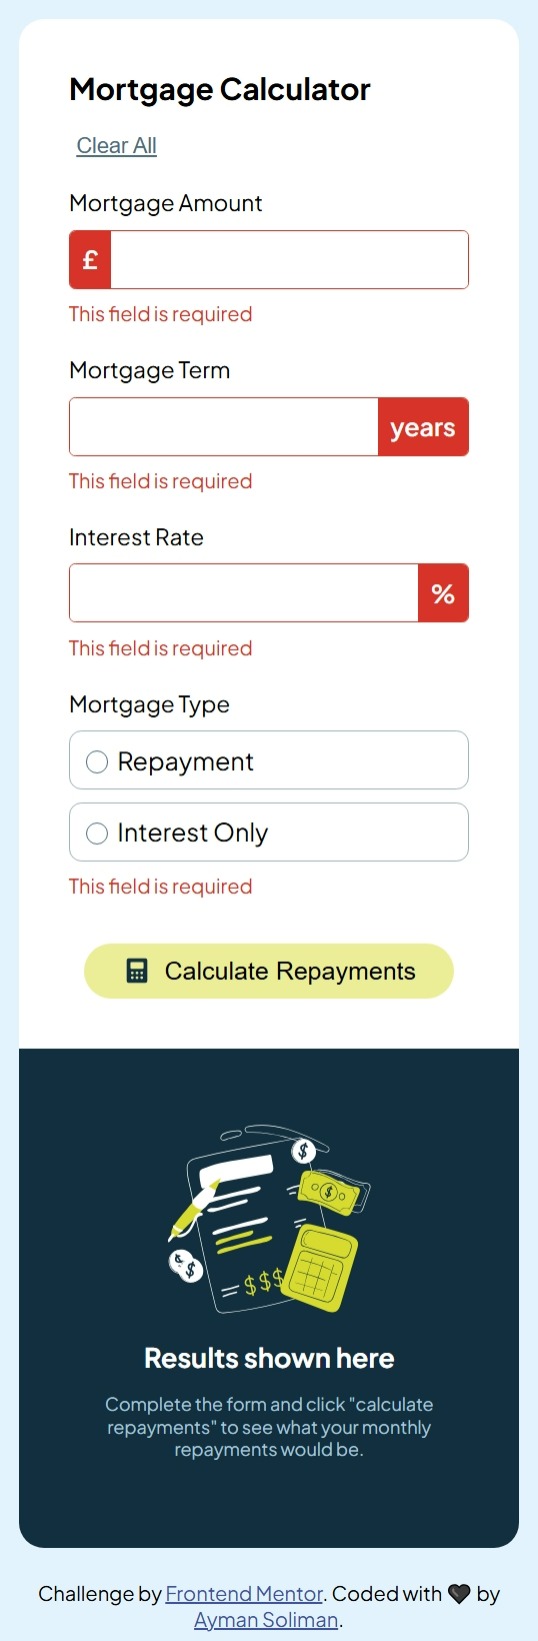 Mortgage Calculator
Clear All
Mortgage Amount
£
This field is required
Mortgage Term
years
This field is required
Interest Rate
%
This field is required
Mortgage Type
Repayment
Interest Only
This field is required
Calculate Repayments
$
$
$
$$$
Results shown here
Complete the form and click "calculate
repayments" to see what your monthly
repayments would be.
Challenge by Frontend Mentor. Coded with 🖤 by
Ayman Soliman.